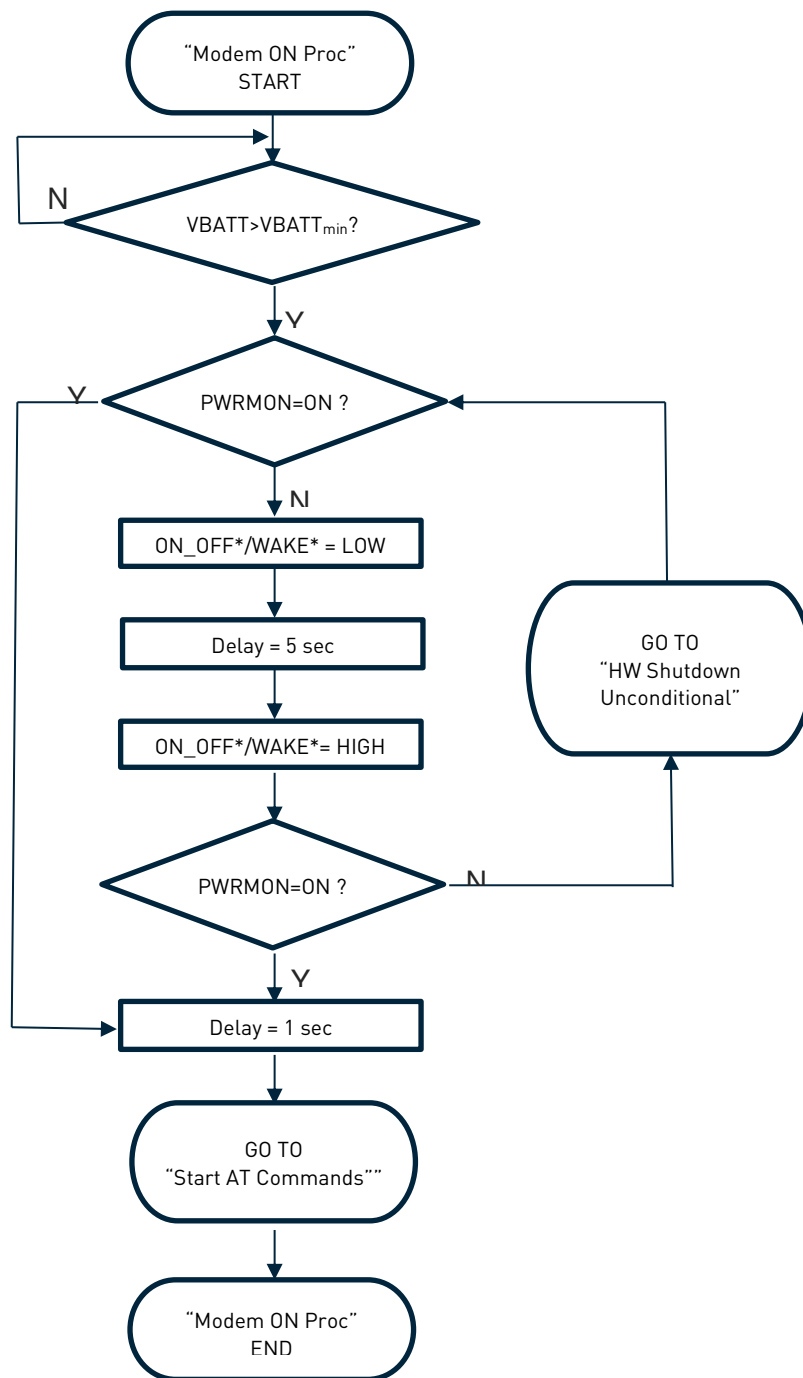 “Modem ON Proc”
START
N
VBATT>VBATTmin?
Y
Y
PWRMON=ON ?
N
ON_OFF*/WAKE* = LOW
Delay = 5 sec
GO TO
“HW Shutdown
Unconditional”
ON_OFF*/WAKE*= HIGH
PWRMON=ON ?
N
Y
Delay = 1 sec
GO TO
“Start AT Commands””
“Modem ON Proc”
END